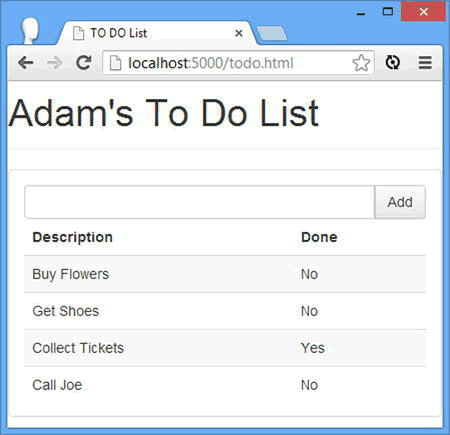 TO DO List
localhost:5000/todo.html
Adam's To Do List
Add
Description Done
Buy Flowers No
Get Shoes No
Collect Tickets Yes
Call Joe No